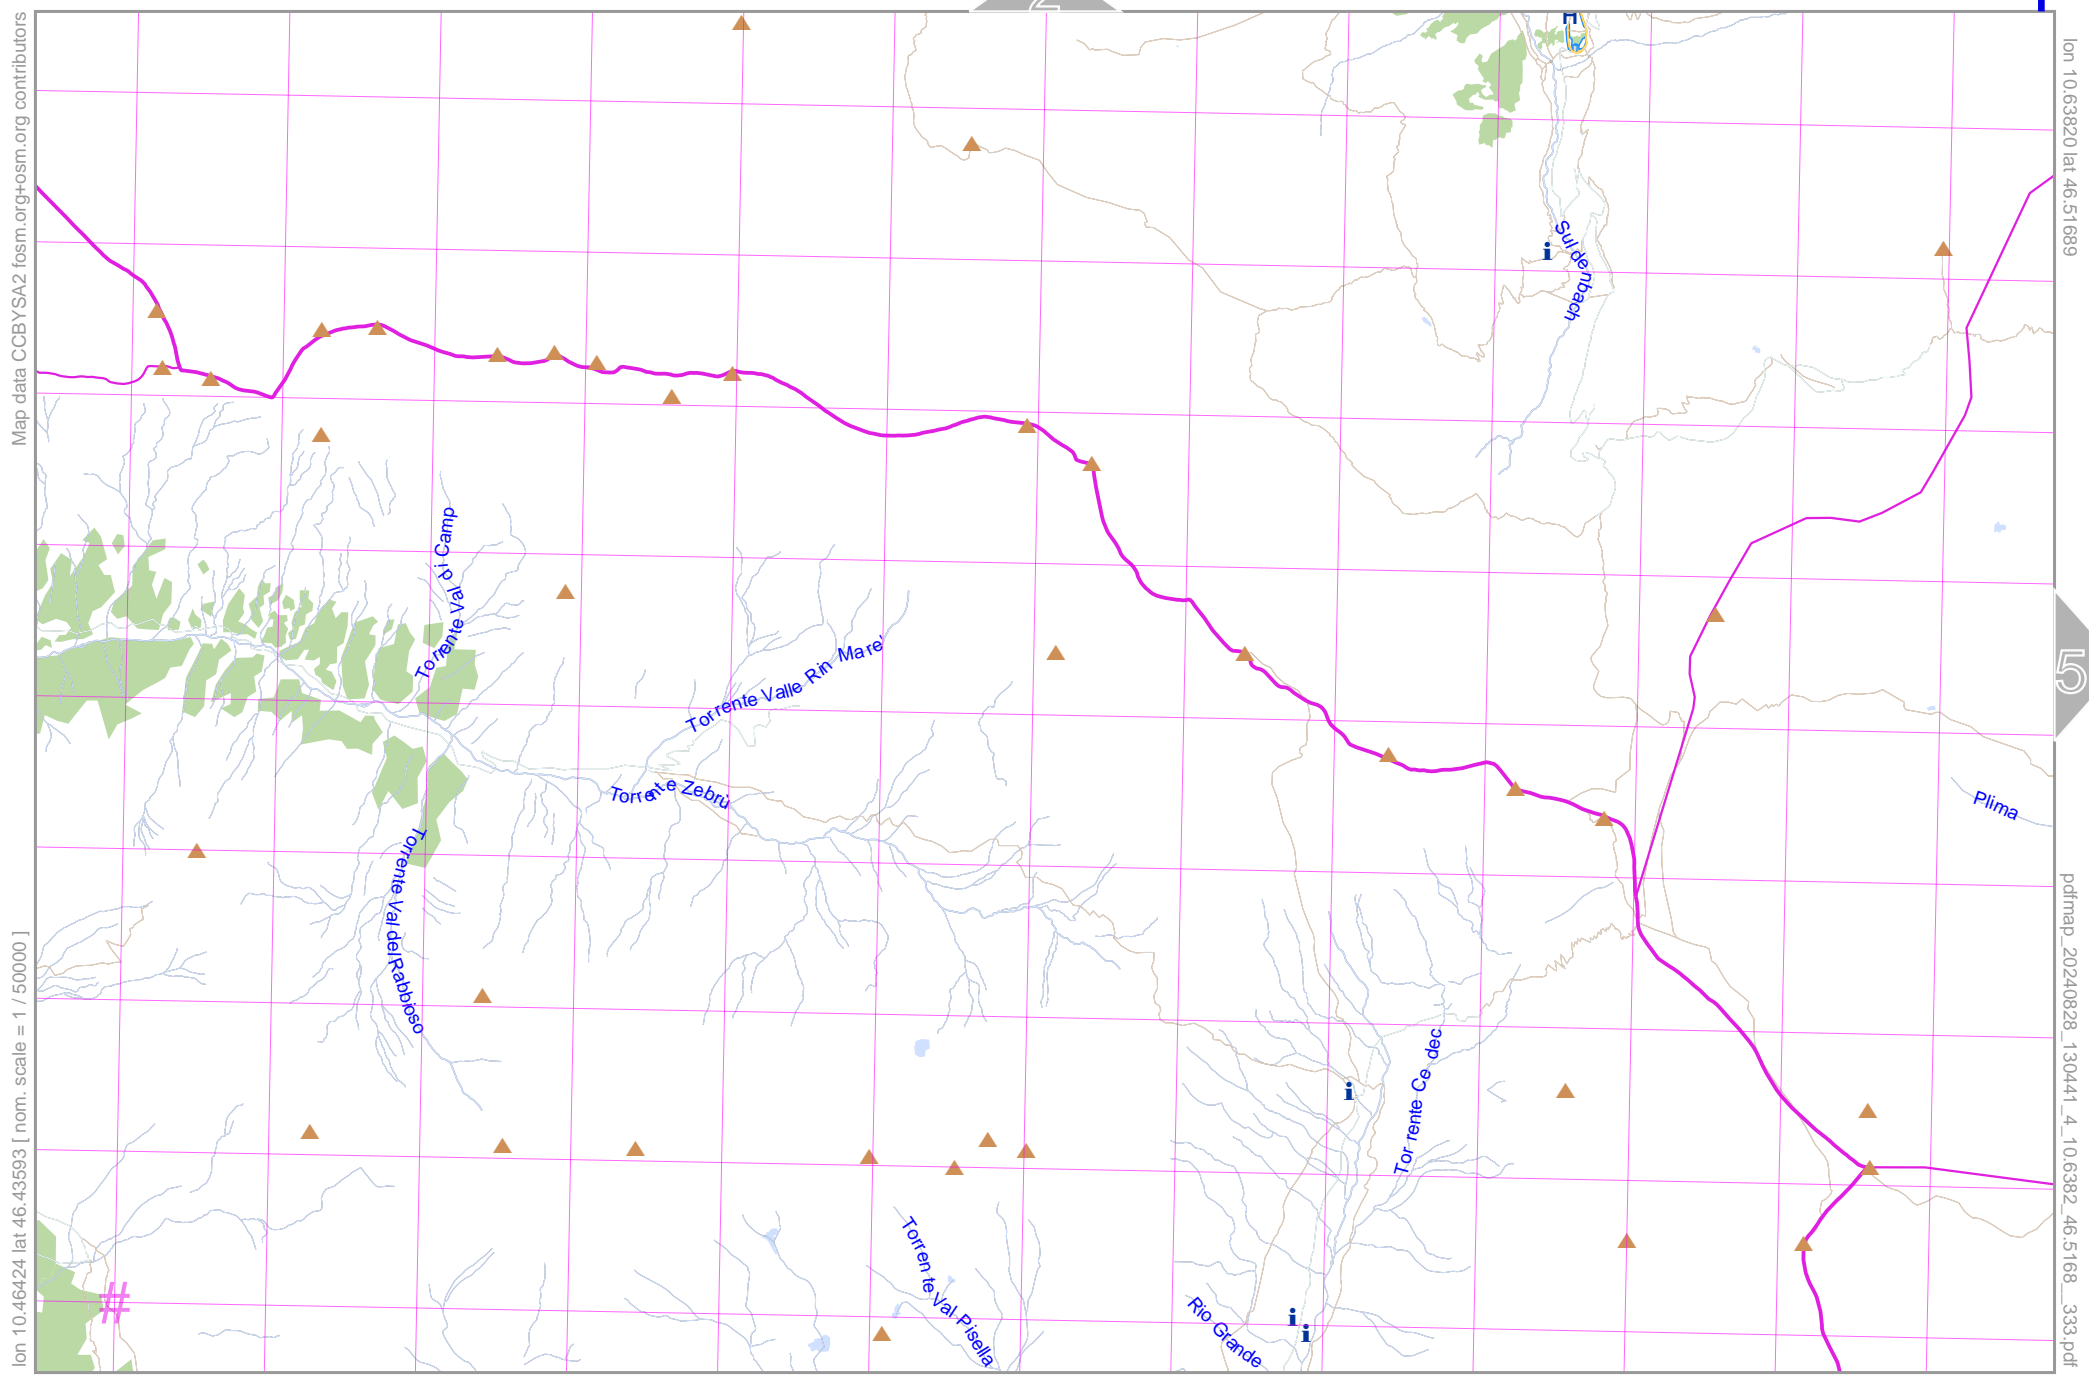 2
H
Map data CCBYSA2 fosm.org+osm.org contributors
lon 10.63820 lat 46.51689
Suldenbach
i
Torrente Val di Camp
Torrente Valle Rin Mare'
5
Torrente Zebrù
Plima
Torrente Val del Rabbioso
lon 10.46424 lat 46.43593 [ nom. scale = 1 / 50000 ]
pdfmap_20240828_130441_4_10.6382_46.5168__333.pdf
Torrente Cedec
i
Torrente Val Pisella
#
Rio Grande
i
i